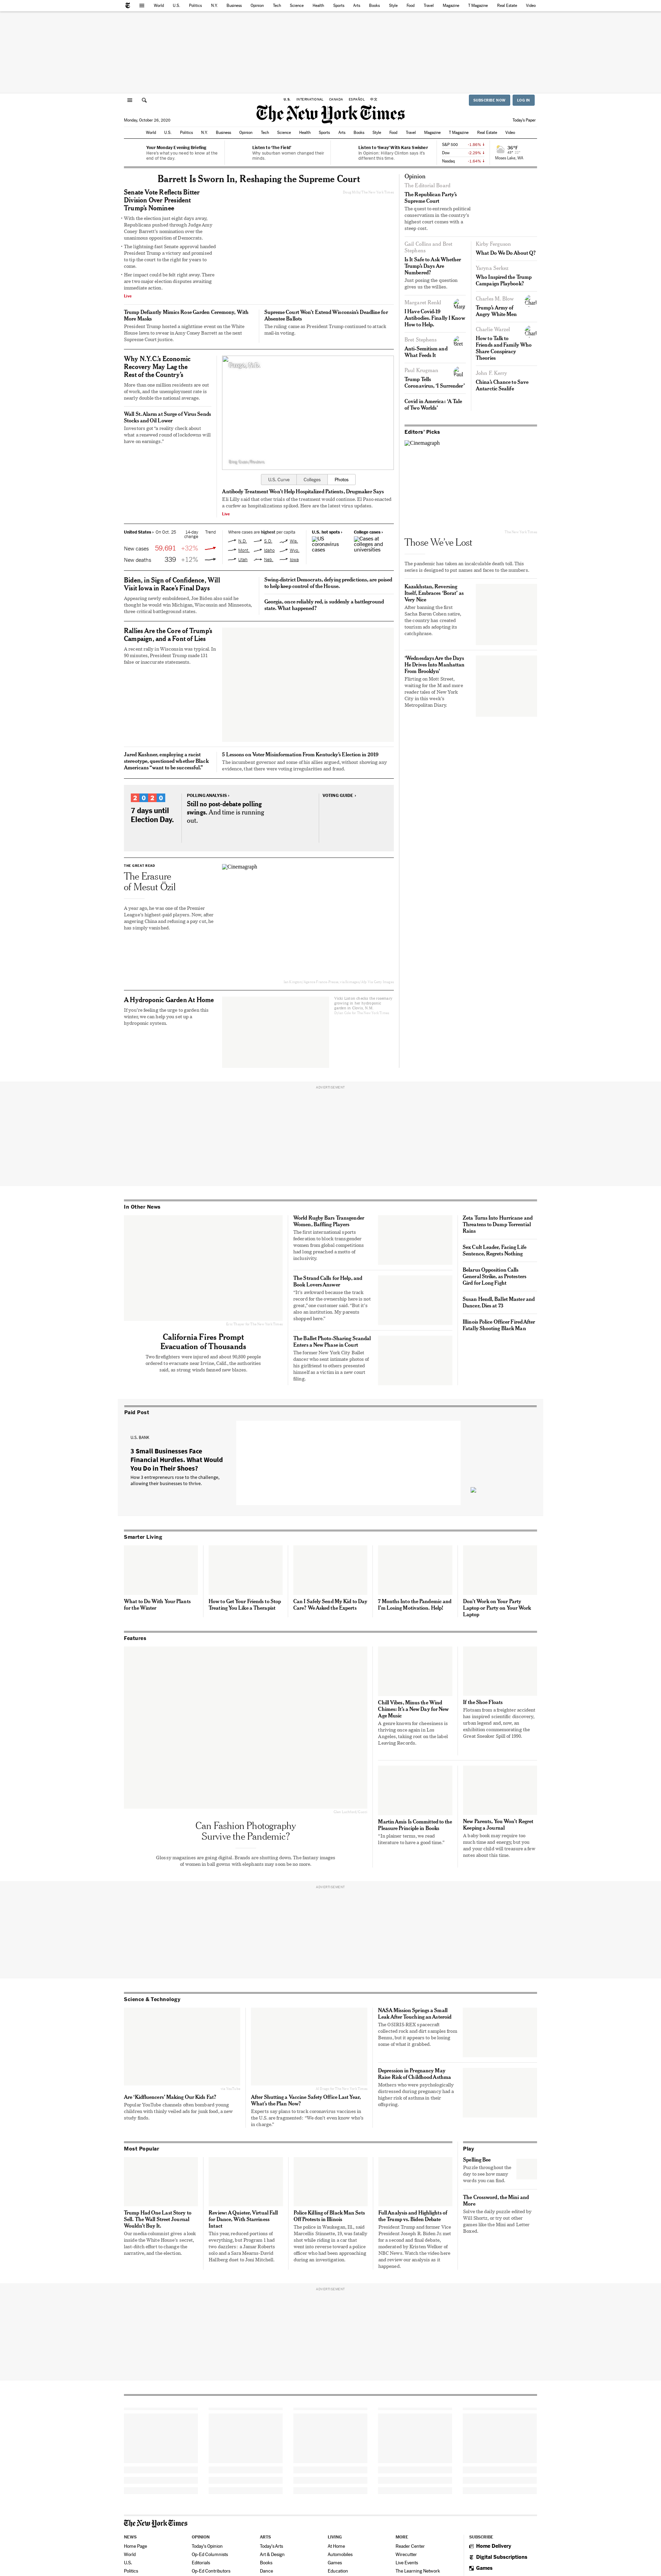 World U.S. Politics N.Y. Business Opinion Tech Science Health Sports Arts Books Style Food Travel Magazine T Magazine Real Estate Video
U.S. INTERNATIONAL CANADA ESPAÑOL 中文
SUBSCRIBE NOW LOG IN
The New York Times
Monday, October 26, 2020
Today's Paper
World U.S. Politics N.Y. Business Opinion Tech Science Health Sports Arts Books Style Food Travel Magazine T Magazine Real Estate Video
Your Monday Evening Briefing
Here's what you need to know at the end of the day.
Listen to 'The Field'
Why suburban women changed their minds.
Listen to 'Sway' With Kara Swisher
In Opinion: Hillary Clinton says it's different this time.
S&P 500 -1.86% ↓
Dow -2.29% ↓
Nasdaq -1.64% ↓
Moses Lake, WA
Barrett Is Sworn In, Reshaping the Supreme Court
Senate Vote Reflects Bitter
Division Over President
Trump's Nominee
• With the election just eight days away,
Republicans pushed through Judge Amy
Coney Barrett's nomination over the
unanimous opposition of Democrats.
• The lightning-fast Senate approval handed
President Trump a victory and promised
to tip the court to the right for years to
come.
• Her impact could be felt right away. There
are two major election disputes awaiting
immediate action.
Live
Trump Defiantly Mimics Rose Garden Ceremony, With
More Masks
President Trump hosted a nighttime event on the White
House lawn to swear in Amy Coney Barrett as the next
Supreme Court justice.
Supreme Court Won't Extend Wisconsin's Deadline for
Absentee Ballots
The ruling came as President Trump continued to attack
mail-in voting.
Why N.Y.C.'s Economic
Recovery May Lag the
Rest of the Country's
More than one million residents are out
of work, and the unemployment rate is
nearly double the national average.
Wall St. Alarm at Surge of Virus Sends
Stocks and Oil Lower
Investors get "a reality check about
what a renewed round of lockdowns will
have on earnings."
U.S. Curve Colleges Photos
Antibody Treatment Won't Help Hospitalized Patients, Drugmaker Says
Eli Lilly said that other trials of the treatment would continue. El Paso enacted
a curfew as hospitalizations spiked. Here are the latest virus updates.
Live
United States › On Oct. 25 14-day change Trend
New cases 59,691 +32%
New deaths 339 +12%
Where cases are highest per capita
N.D. S.D. Wis.
Mont. Idaho Wyo.
Utah Neb. Iowa
U.S. hot spots ›
US coronavirus cases
College cases ›
Cases at colleges and universities
Biden, in Sign of Confidence, Will
Visit Iowa in Race's Final Days
Appearing newly emboldened, Joe Biden also said he
thought he would win Michigan, Wisconsin and Minnesota,
three critical battleground states.
Swing-district Democrats, defying predictions, are poised
to help keep control of the House.
Georgia, once reliably red, is suddenly a battleground
state. What happened?
Rallies Are the Core of Trump's
Campaign, and a Font of Lies
A recent rally in Wisconsin was typical. In
90 minutes, President Trump made 131
false or inaccurate statements.
Jared Kushner, employing a racist
stereotype, questioned whether Black
Americans "want to be successful."
5 Lessons on Voter Misinformation From Kentucky's Election in 2019
The incumbent governor and some of his allies argued, without showing any
evidence, that there were voting irregularities and fraud.
2020
7 days until
Election Day.
POLLING ANALYSIS ›
Still no post-debate polling
swings. And time is running
out.
VOTING GUIDE ›
THE GREAT READ
The Erasure
of Mesut Özil
A year ago, he was one of the Premier
League's highest-paid players. Now, after
angering China and refusing a pay cut, he
has simply vanished.
Cinemagraph
A Hydroponic Garden At Home
If you're feeling the urge to garden this
winter, we can help you set up a
hydroponic system.
Opinion
The Editorial Board
The Republican Party's
Supreme Court
The quest to entrench political
conservatism in the country's
highest court comes with a
steep cost.
Gail Collins and Bret
Stephens
Is It Safe to Ask Whether
Trump's Days Are
Numbered?
Just posing the question
gives us the willies.
Margaret Renkl
I Have Covid-19
Antibodies. Finally I Know
How to Help.
Bret Stephens
Anti-Semitism and
What Feeds It
Paul Krugman
Trump Tells
Coronavirus, 'I Surrender'
Covid in America: 'A Tale
of Two Worlds'
Kirby Ferguson
What Do We Do About Q?
Yaryna Serkez
Who Inspired the Trump
Campaign Playbook?
Charles M. Blow
Trump's Army of
Angry White Men
Charlie Warzel
How to Talk to
Friends and Family Who
Share Conspiracy
Theories
John F. Kerry
China's Chance to Save
Antarctic Sealife
Editors' Picks
Cinemagraph
Those We've Lost
The pandemic has taken an incalculable death toll. This
series is designed to put names and faces to the numbers.
Kazakhstan, Reversing
Itself, Embraces 'Borat' as
Very Nice
After banning the first
Sacha Baron Cohen satire,
the country has created
tourism ads adopting its
catchphrase.
'Wednesdays Are the Days
He Drives Into Manhattan
From Brooklyn'
Flirting on Mott Street,
waiting for the M and more
reader tales of New York
City in this week's
Metropolitan Diary.
ADVERTISEMENT
In Other News
California Fires Prompt
Evacuation of Thousands
Two firefighters were injured and about 90,800 people
ordered to evacuate near Irvine, Calif., the authorities
said, as strong winds fanned new blazes.
World Rugby Bars Transgender
Women, Baffling Players
The first international sports
federation to block transgender
women from global competitions
had long preached a motto of
inclusivity.
The Strand Calls for Help, and
Book Lovers Answer
"It's awkward because the track
record for the ownership here is not
great," one customer said. "But it's
also an institution. My parents
shopped here."
The Ballet Photo-Sharing Scandal
Enters a New Phase in Court
The former New York City Ballet
dancer who sent intimate photos of
his girlfriend to others presented
himself as a victim in a new court
filing.
Zeta Turns Into Hurricane and
Threatens to Dump Torrential
Rains
Sex Cult Leader, Facing Life
Sentence, Regrets Nothing
Belarus Opposition Calls
General Strike, as Protesters
Gird for Long Fight
Susan Hendl, Ballet Master and
Dancer, Dies at 73
Illinois Police Officer Fired After
Fatally Shooting Black Man
Paid Post
U.S. BANK
3 Small Businesses Face
Financial Hurdles. What Would
You Do in Their Shoes?
How 3 entrepreneurs rose to the challenge,
allowing their businesses to thrive.
Smarter Living
What to Do With Your Plants
for the Winter
How to Get Your Friends to Stop
Treating You Like a Therapist
Can I Safely Send My Kid to Day
Care? We Asked the Experts
7 Months Into the Pandemic and
I'm Losing Motivation. Help!
Don't Work on Your Party
Laptop or Party on Your Work
Laptop
Features
Can Fashion Photography
Survive the Pandemic?
Glossy magazines are going digital. Brands are shutting down. The fantasy images
of women in ball gowns with elephants may soon be no more.
Chill Vibes, Minus the Wind
Chimes: It's a New Day for New
Age Music
A genre known for cheesiness is
thriving once again in Los
Angeles, taking root on the label
Leaving Records.
If the Shoe Floats
Flotsam from a freighter accident
has inspired scientific discovery,
urban legend and, now, an
exhibition commemorating the
Great Sneaker Spill of 1990.
Martin Amis Is Committed to the
Pleasure Principle in Books
"In plainer terms, we read
literature to have a good time."
New Parents, You Won't Regret
Keeping a Journal
A baby book may require too
much time and energy, but you
and your child will treasure a few
notes about this time.
ADVERTISEMENT
Science & Technology
Are 'Kidfluencers' Making Our Kids Fat?
Popular YouTube channels often bombard young
children with thinly veiled ads for junk food, a new
study finds.
After Shutting a Vaccine Safety Office Last Year,
What's the Plan Now?
Experts say plans to track coronavirus vaccines in
the U.S. are fragmented: "We don't even know who's
in charge."
NASA Mission Springs a Small
Leak After Touching an Asteroid
The OSIRIS-REX spacecraft
collected rock and dirt samples from
Bennu, but it appears to be losing
some of what it grabbed.
Depression in Pregnancy May
Raise Risk of Childhood Asthma
Mothers who were psychologically
distressed during pregnancy had a
higher risk of asthma in their
offspring.
Most Popular
Trump Had One Last Story to
Sell. The Wall Street Journal
Wouldn't Buy It.
Our media columnist gives a look
inside the White House's secret,
last-ditch effort to change the
narrative, and the election.
Review: A Quieter, Virtual Fall
for Dance, With Startimes
Intact
This year, reduced portions of
everything, but Program 1 had
two dazzlers: a Jamar Roberts
solo and a Sara Mearns-David
Hallberg duet to Joni Mitchell.
Police Killing of Black Man Sets
Off Protests in Illinois
The police in Waukegan, Ill., said
Marcellis Stinnette, 19, was fatally
shot while riding in a car that
went into reverse toward a police
officer who had been approaching
during an investigation.
Full Analysis and Highlights of
the Trump vs. Biden Debate
President Trump and former Vice
President Joseph R. Biden Jr. met
for a second and final debate,
moderated by Kristen Welker of
NBC News. Watch the video here
and review our analysis as it
happened.
Play
Spelling Bee
Puzzle throughout the
day to see how many
words you can find.
The Crossword, the Mini and
More
Solve the daily puzzle edited by
Will Shortz, or try out other
games like the Mini and Letter
Boxed.
ADVERTISEMENT
The New York Times
NEWS
Home Page
World
U.S.
Politics
OPINION
Today's Opinion
Op-Ed Columnists
Editorials
Op-Ed Contributors
ARTS
Today's Arts
Art & Design
Books
Dance
LIVING
At Home
Automobiles
Games
Education
MORE
Reader Center
Wirecutter
Live Events
The Learning Network
SUBSCRIBE
Home Delivery
Digital Subscriptions
Games